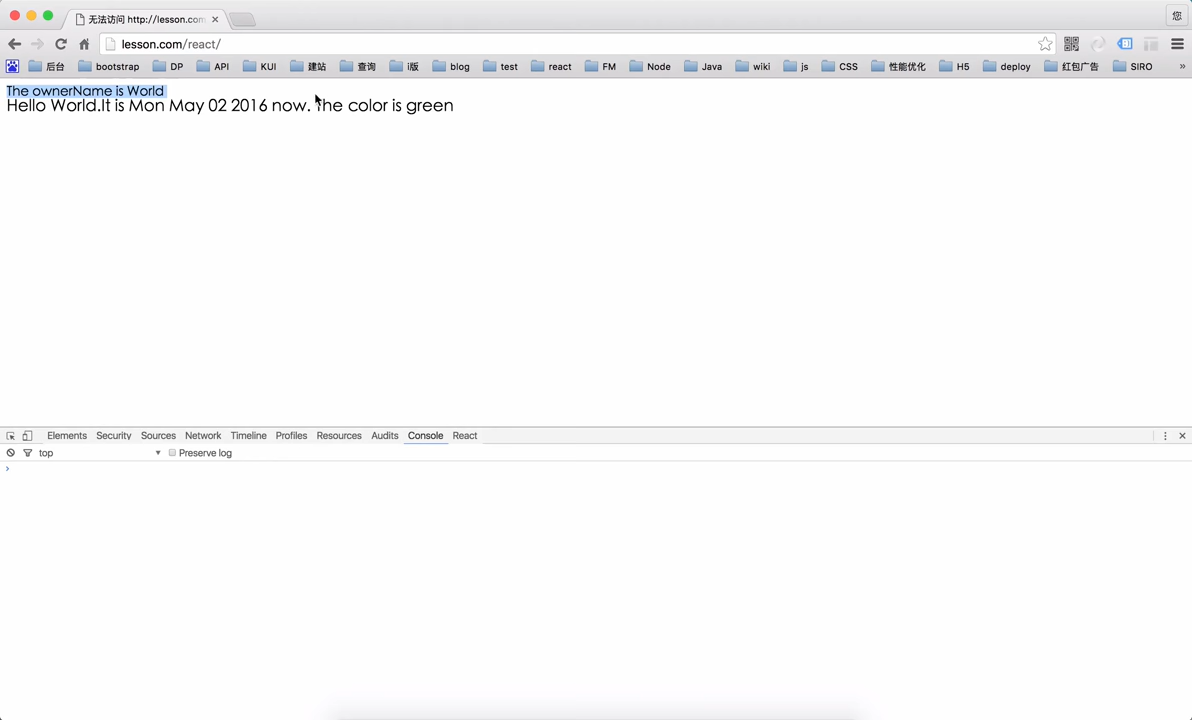 无法访问 http://lesson.com
您
lesson.com/react/
后台 bootstrap DP API KUI 建站 查询 i版 blog test react FM Node Java wiki js CSS 性能优化 H5 deploy 红包广告 SIRO »
The ownerName is World
Hello World.It is Mon May 02 2016 now. The color is green
Elements Security Sources Network Timeline Profiles Resources Audits Console React
top Preserve log